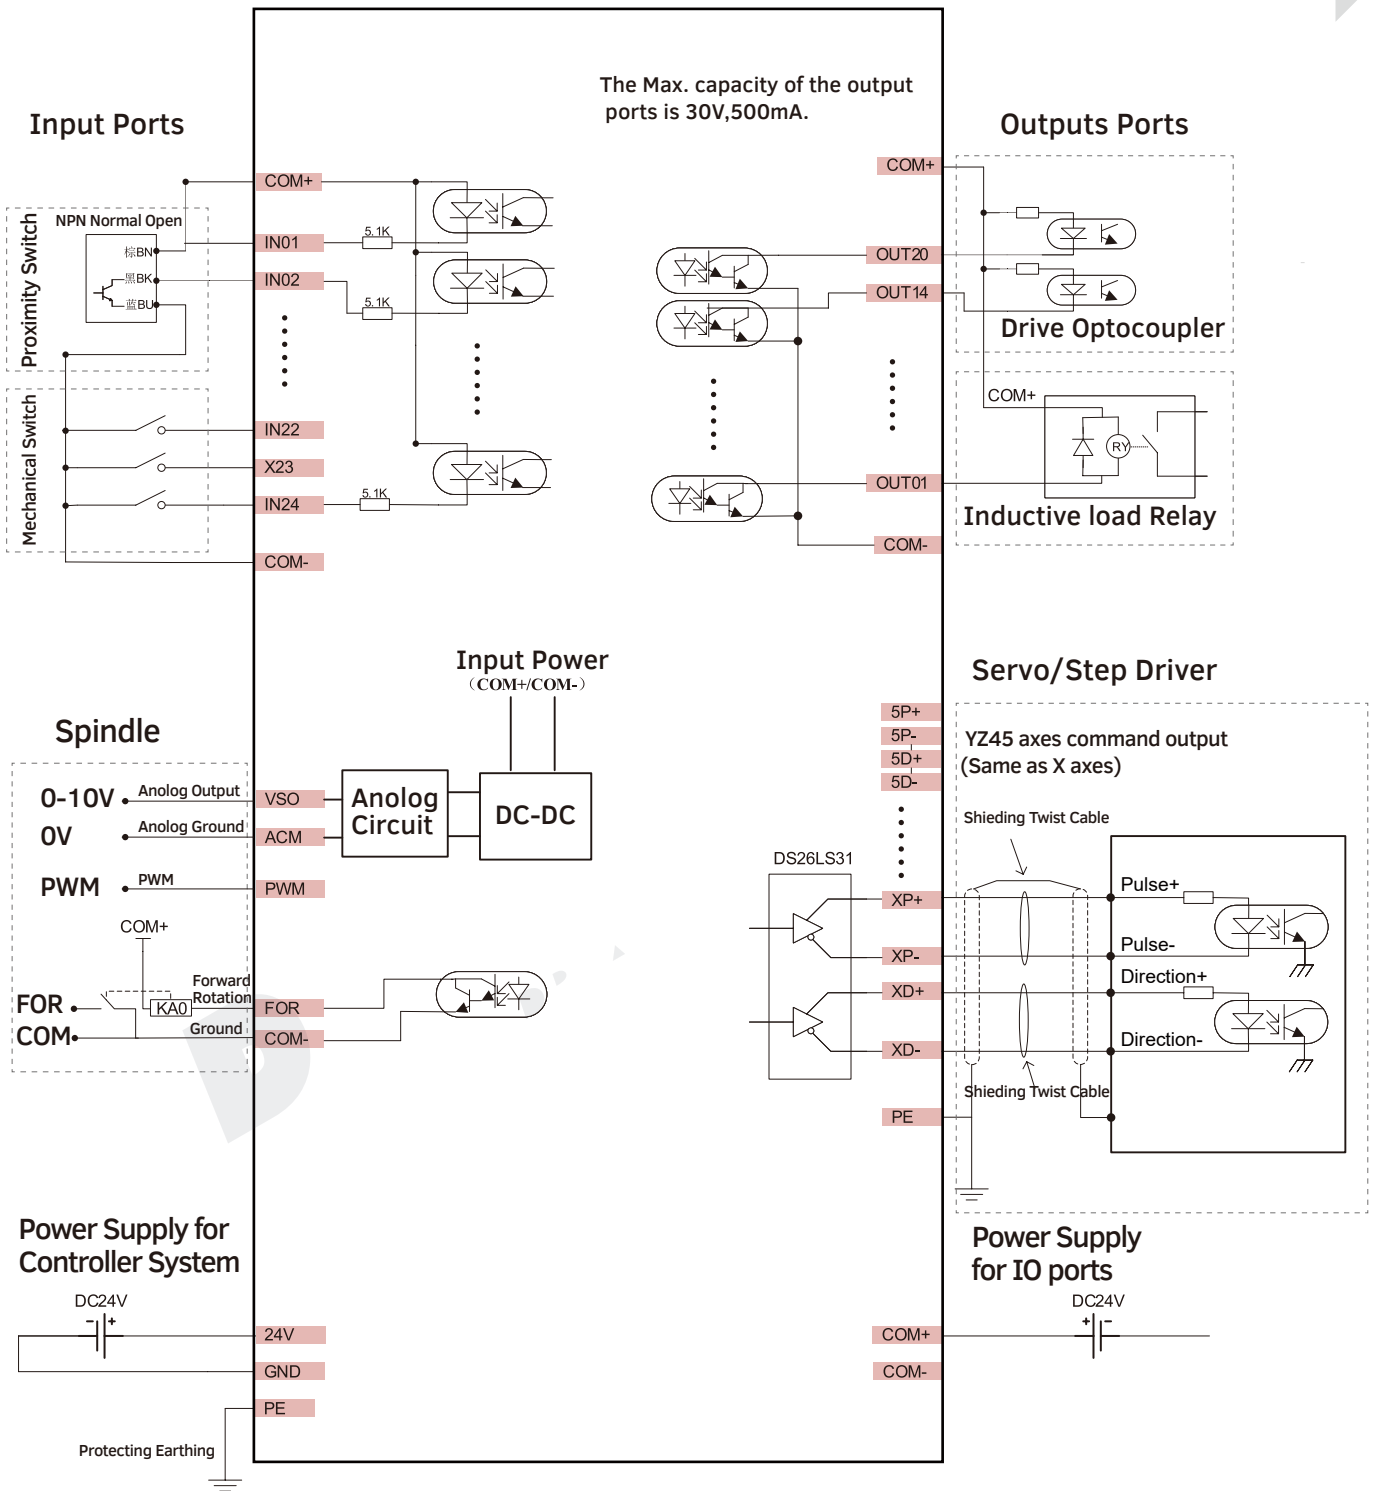 The Max. capacity of the output
ports is 30V,500mA.
Input Ports
COM+
NPN Normal Open
Proximity Switch
棕BN
黑BK
蓝BU
IN01
5.1K
IN02
5.1K
Mechanical Switch
IN22
X23
IN24
5.1K
COM-
Outputs Ports
COM+
OUT20
OUT14
Drive Optocoupler
COM+
RY
OUT01
Inductive load Relay
COM-
Input Power
(COM+/COM-)
Spindle
0-10V
Anolog Output
VSO
Anolog
Circuit
DC-DC
0V
Anolog Ground
ACM
PWM
PWM
PWM
COM+
Forward
Rotation
FOR
KA0
FOR
COM
Ground
COM-
Servo/Step Driver
5P+
5P-
5D+
5D-
YZ45 axes command output
(Same as X axes)
Shieding Twist Cable
DS26LS31
XP+
Pulse+
XP-
Pulse-
XD+
Direction+
XD-
Direction-
Shieding Twist Cable
PE
Power Supply for
Controller System
DC24V
- +
24V
GND
PE
Protecting Earthing
Power Supply
for IO ports
DC24V
+ -
COM+
COM-